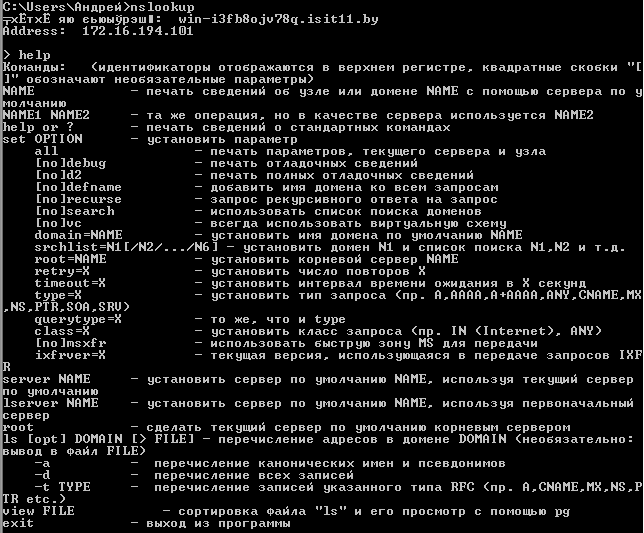 C:\Users\Андрей>nslookup
╤хЁтхЁ яю єьюыўрэш■:  win-i3fb8ojv78q.isit11.by
Address:  172.16.194.101
> help
Команды:   (идентификаторы отображаются в верхнем регистре, квадратные скобки "[
]" обозначают необязательные параметры)
NAME            - печать сведений об узле или домене NAME с помощью сервера по у
молчанию
NAME1 NAME2     - та же операция, но в качестве сервера используется NAME2
help or ?       - печать сведений о стандартных командах
set OPTION      - установить параметр
    all                 - печать параметров, текущего сервера и узла
    [no]debug           - печать отладочных сведений
    [no]d2              - печать полных отладочных сведений
    [no]defname         - добавить имя домена ко всем запросам
    [no]recurse         - запрос рекурсивного ответа на запрос
    [no]search          - использовать список поиска доменов
    [no]vc              - всегда использовать виртуальную схему
    domain=NAME         - установить имя домена по умолчанию NAME
    srchlist=N1[/N2/.../N6] - установить домен N1 и список поиска N1,N2 и т.д.
    root=NAME           - установить корневой сервер NAME
    retry=X             - установить число повторов X
    timeout=X           - установить интервал времени ожидания в X секунд
    type=X              - установить тип запроса (пр. A,AAAA,A+AAAA,ANY,CNAME,MX
,NS,PTR,SOA,SRV)
    querytype=X         - то же, что и type
    class=X             - установить класс запроса (пр. IN (Internet), ANY)
    [no]msxfr           - использовать быструю зону MS для передачи
    ixfrver=X           - текущая версия, использующаяся в передаче запросов IXF
R
server NAME     - установить сервер по умолчанию NAME, используя текущий сервер
по умолчанию
lserver NAME    - установить сервер по умолчанию NAME, используя первоначальный
сервер
root            - сделать текущий сервер по умолчанию корневым сервером
ls [opt] DOMAIN [> FILE] - перечисление адресов в домене DOMAIN (необязательно:
вывод в файл FILE)
    -a          -  перечисление канонических имен и псевдонимов
    -d          -  перечисление всех записей
    -t TYPE     -  перечисление записей указанного типа RFC (пр. A,CNAME,MX,NS,P
TR etc.)
view FILE           - сортировка файла "ls" и его просмотр с помощью pg
exit            - выход из программы